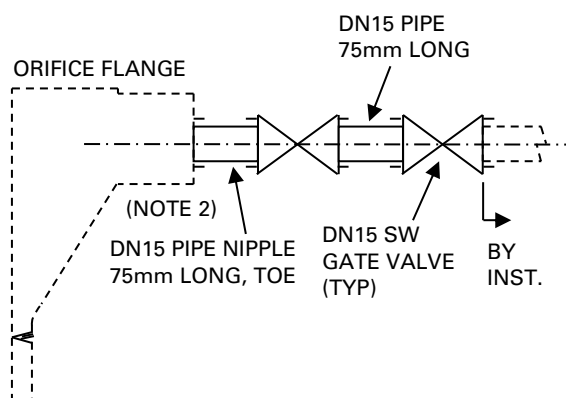 DN15 PIPE
75mm LONG
ORIFICE FLANGE
(NOTE 2)
DN15 PIPE NIPPLE
75mm LONG, TOE
DN15 SW
GATE VALVE
(TYP)
BY
INST.